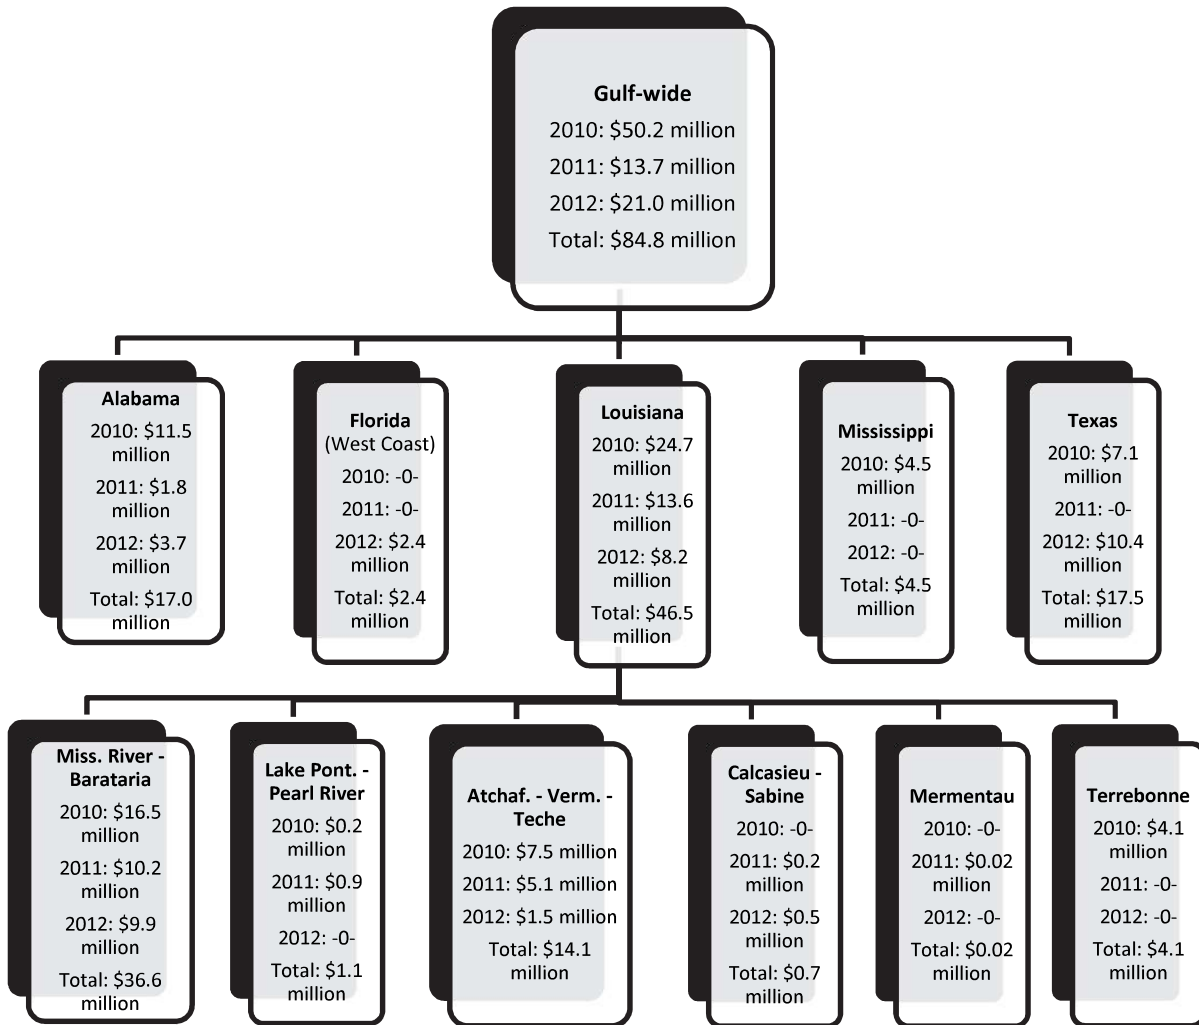 Gulf-wide
2010: $50.2 million
2011: $13.7 million
2012: $21.0 million
Total: $84.8 million
Alabama
2010: $11.5
million
2011: $1.8
million
2012: $3.7
million
Total: $17.0
million
Florida
(West Coast)
2010: -0-
2011: -0-
2012: $2.4
million
Total: $2.4
million
Louisiana
2010: $24.7
million
2011: $13.6
million
2012: $8.2
million
Total: $46.5
million
Mississippi
2010: $4.5
million
2011: -0-
2012: -0-
Total: $4.5
million
Texas
2010: $7.1
million
2011: -0-
2012: $10.4
million
Total: $17.5
million
Miss. River -
Barataria
2010: $16.5
million
2011: $10.2
million
2012: $9.9
million
Total: $36.6
million
Lake Pont. -
Pearl River
2010: $0.2
million
2011: $0.9
million
2012: -0-
Total: $1.1
million
Atchaf. - Verm. -
Teche
2010: $7.5 million
2011: $5.1 million
2012: $1.5 million
Total: $14.1
million
Calcasieu -
Sabine
2010: -0-
2011: $0.2
million
2012: $0.5
million
Total: $0.7
million
Mermentau
2010: -0-
2011: $0.02
million
2012: -0-
Total: $0.02
million
Terrebonne
2010: $4.1
million
2011: -0-
2012: -0-
Total: $4.1
million